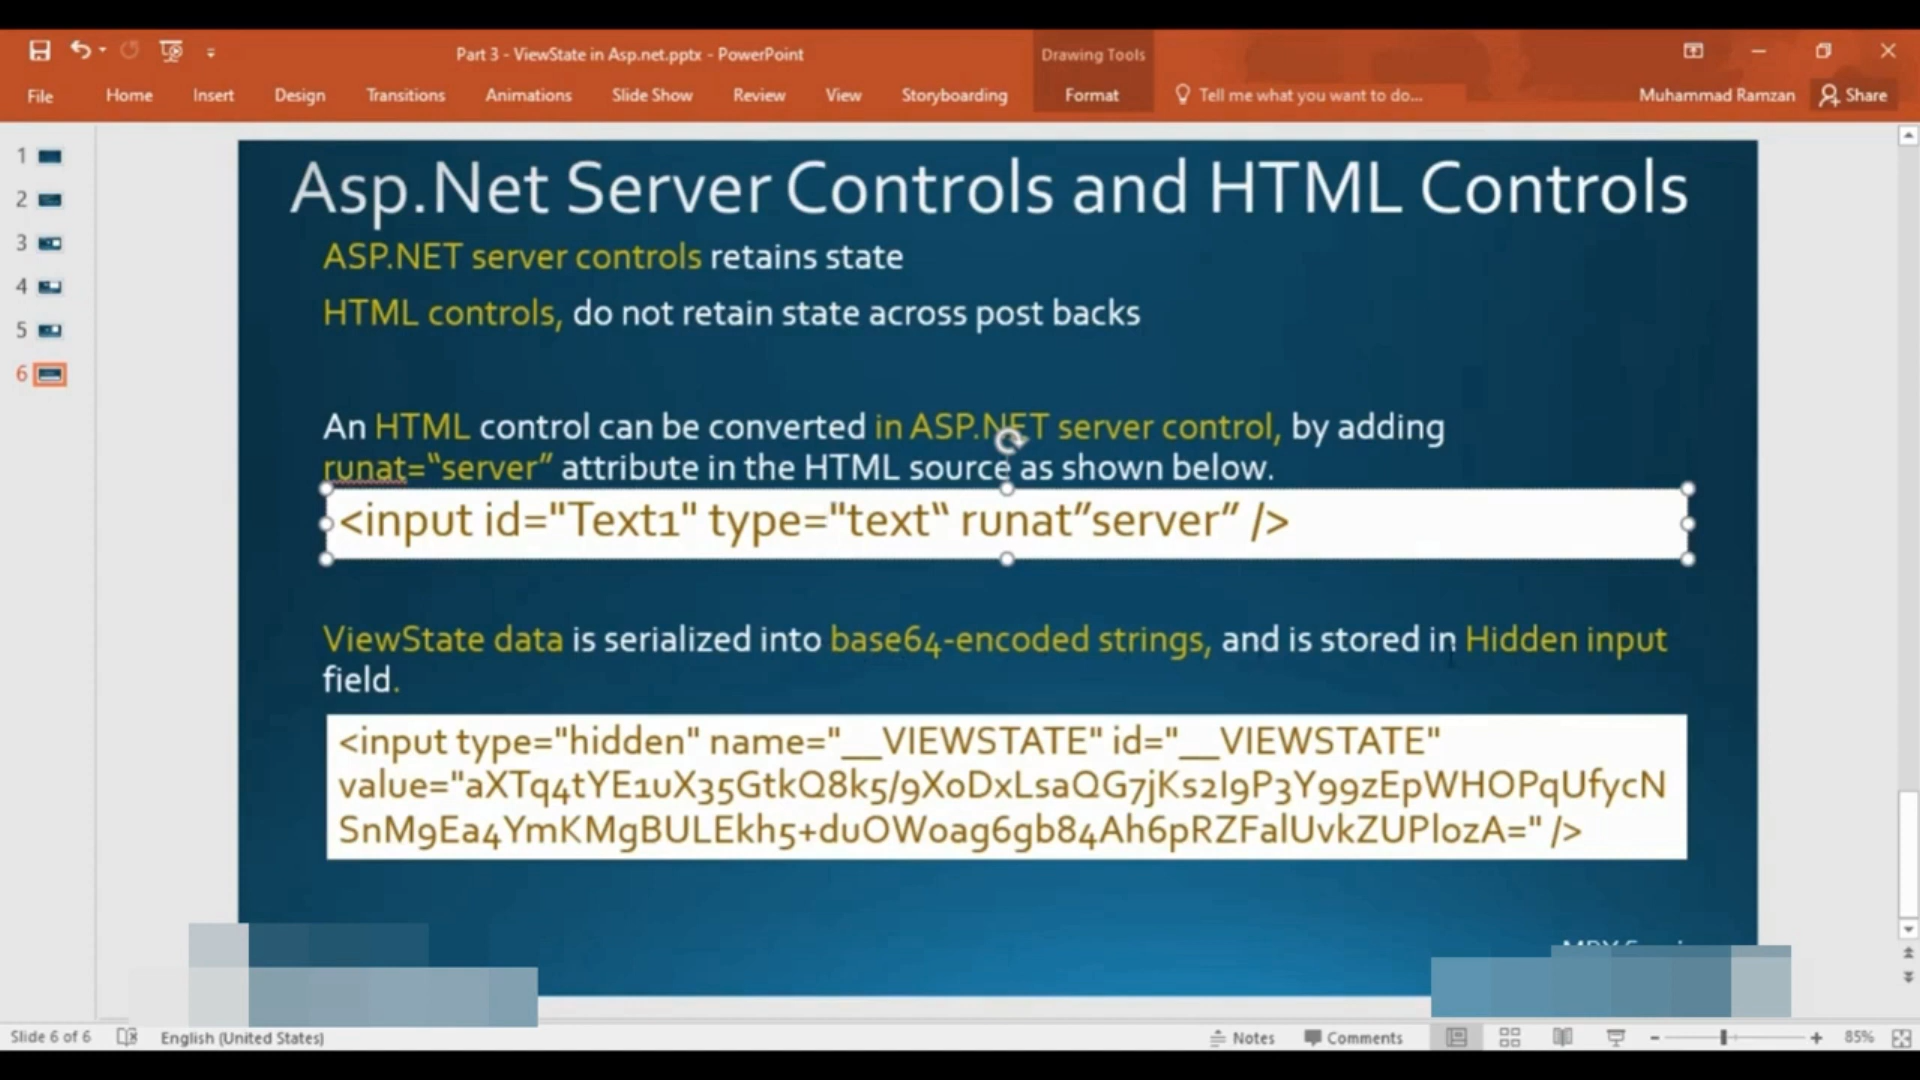 Part 3 - ViewState in Asp.net.pptx - PowerPoint
Drawing Tools
File Home Insert Design Transitions Animations Slide Show Review View Storyboarding Format Tell me what you want to do... Muhammad Ramzan Share
1
2
3
4
5
6
Asp.Net Server Controls and HTML Controls
ASP.NET server controls retains state
HTML controls, do not retain state across post backs
An HTML control can be converted in ASP.NET server control, by adding
runat=“server” attribute in the HTML source as shown below.
<input id="Text1" type="text“ runat”server” />
ViewState data is serialized into base64-encoded strings, and is stored in Hidden input
field.
<input type="hidden" name="__VIEWSTATE" id="__VIEWSTATE"
value="aXTq4tYE1uX35GtkQ8k5/9XoDxLsaQG7jKs2I9P3Y99zEpWHOPqUfycN
SnM9Ea4YmKMgBULEkh5+duOWoag6gb84Ah6pRZFalUvkZUPlozA=" />
Slide 6 of 6 English (United States) Notes Comments 85%